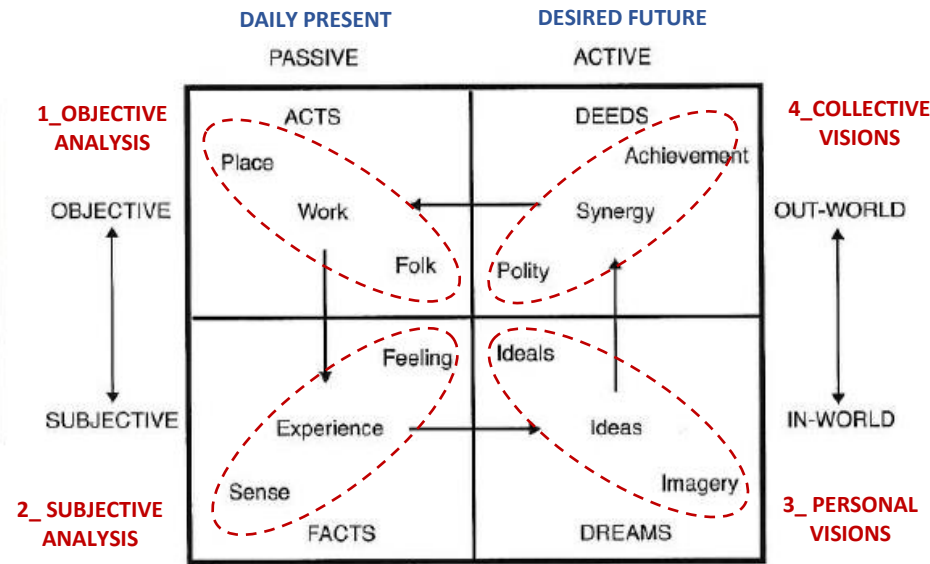 DAILY PRESENT
DESIRED FUTURE
PASSIVE
ACTIVE
1_OBJECTIVE
ANALYSIS
ACTS
Place
Work
Folk
DEEDS
Achievement
Synergy
Polity
4_COLLECTIVE
VISIONS
OBJECTIVE
OUT-WORLD
SUBJECTIVE
IN-WORLD
Feeling
Experience
Sense
FACTS
Ideals
Ideas
Imagery
DREAMS
2_ SUBJECTIVE
ANALYSIS
3_ PERSONAL
VISIONS